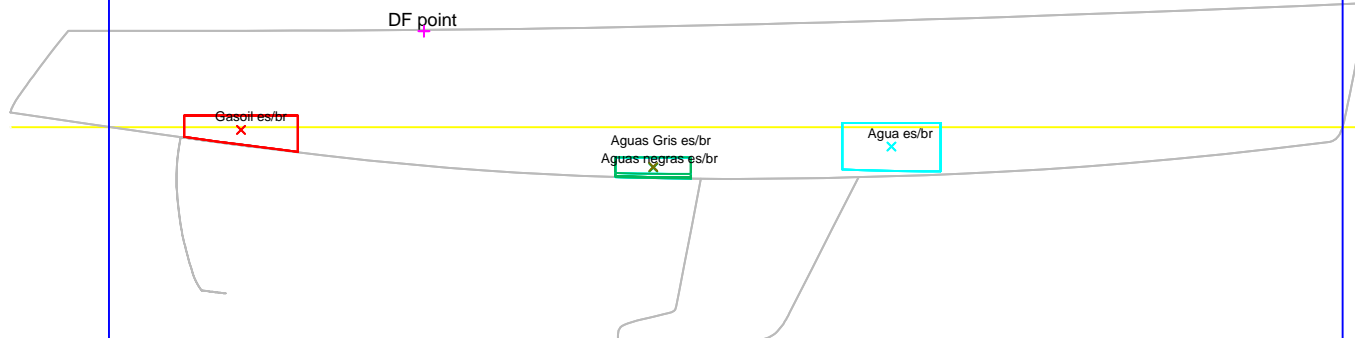 DF point
Gasoil es/br
Agua es/br
Aguas Gris es/br
Aguas negras es/br